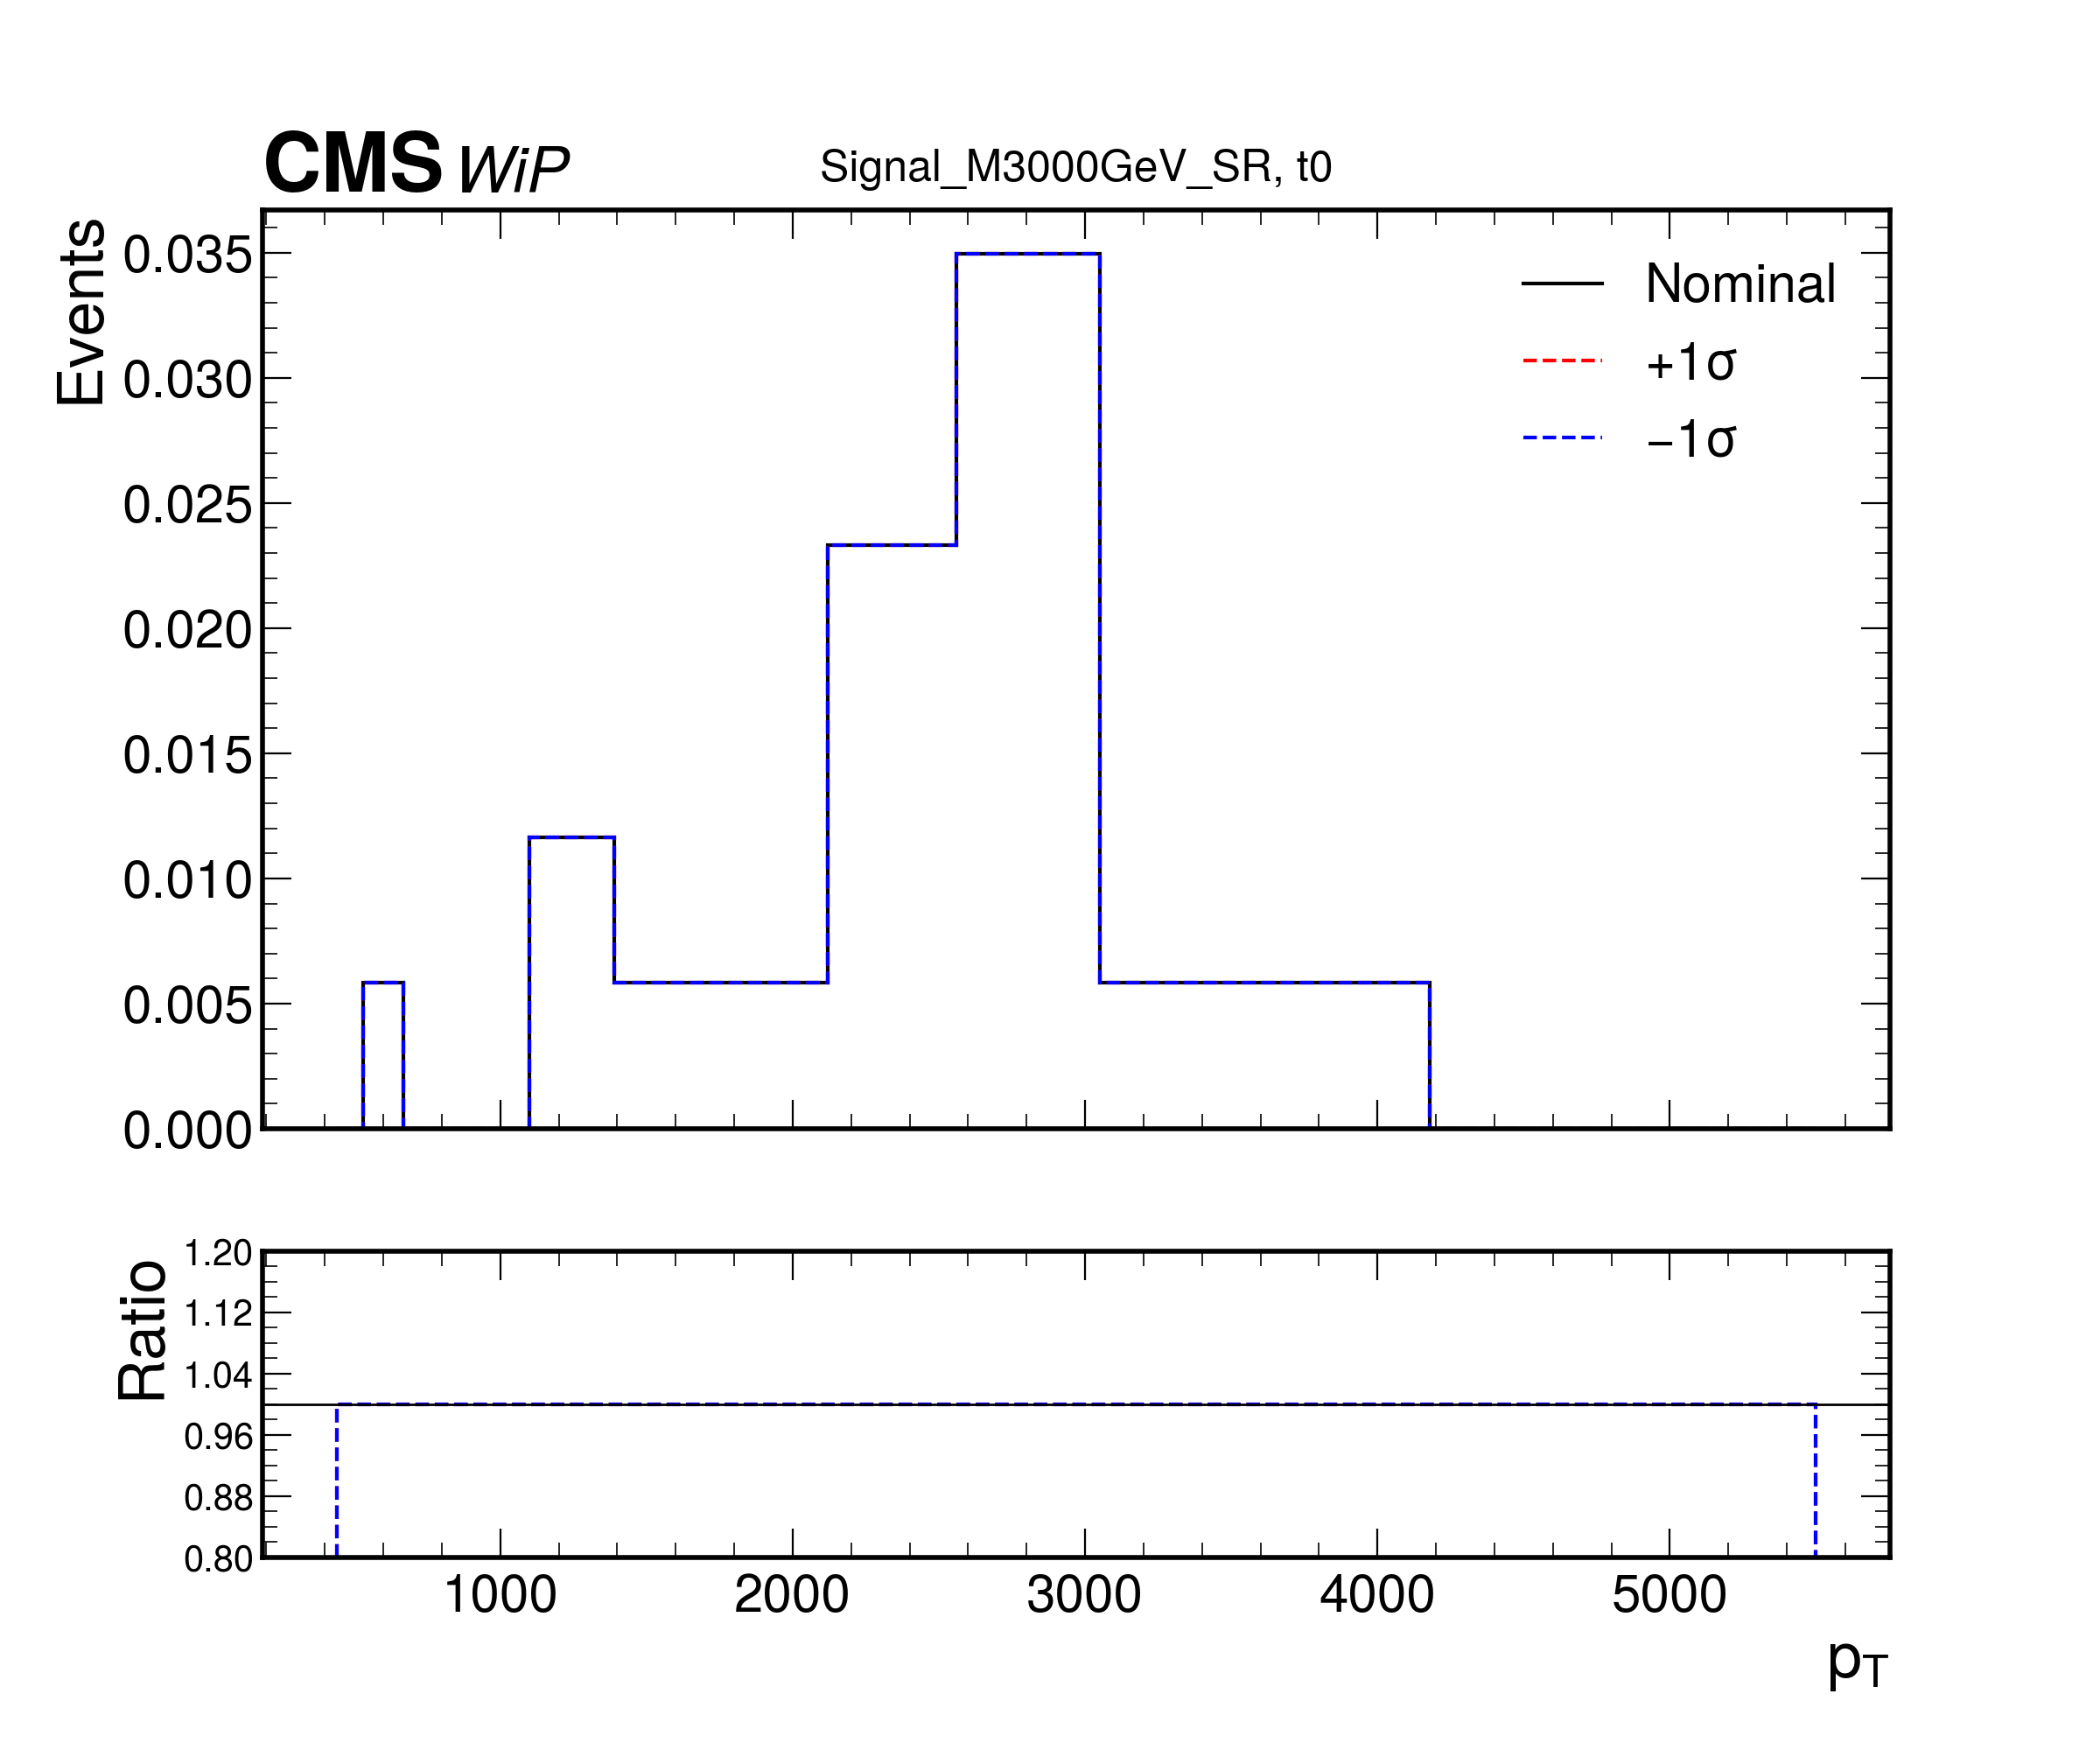 CMS WiP
Signal_M3000GeV_SR, t0
Events
0.035
0.030
0.025
0.020
0.015
0.010
0.005
0.000
Nominal
+1σ
−1σ
Ratio
1.20
1.12
1.04
0.96
0.88
0.80
1000 2000 3000 4000 5000
pT